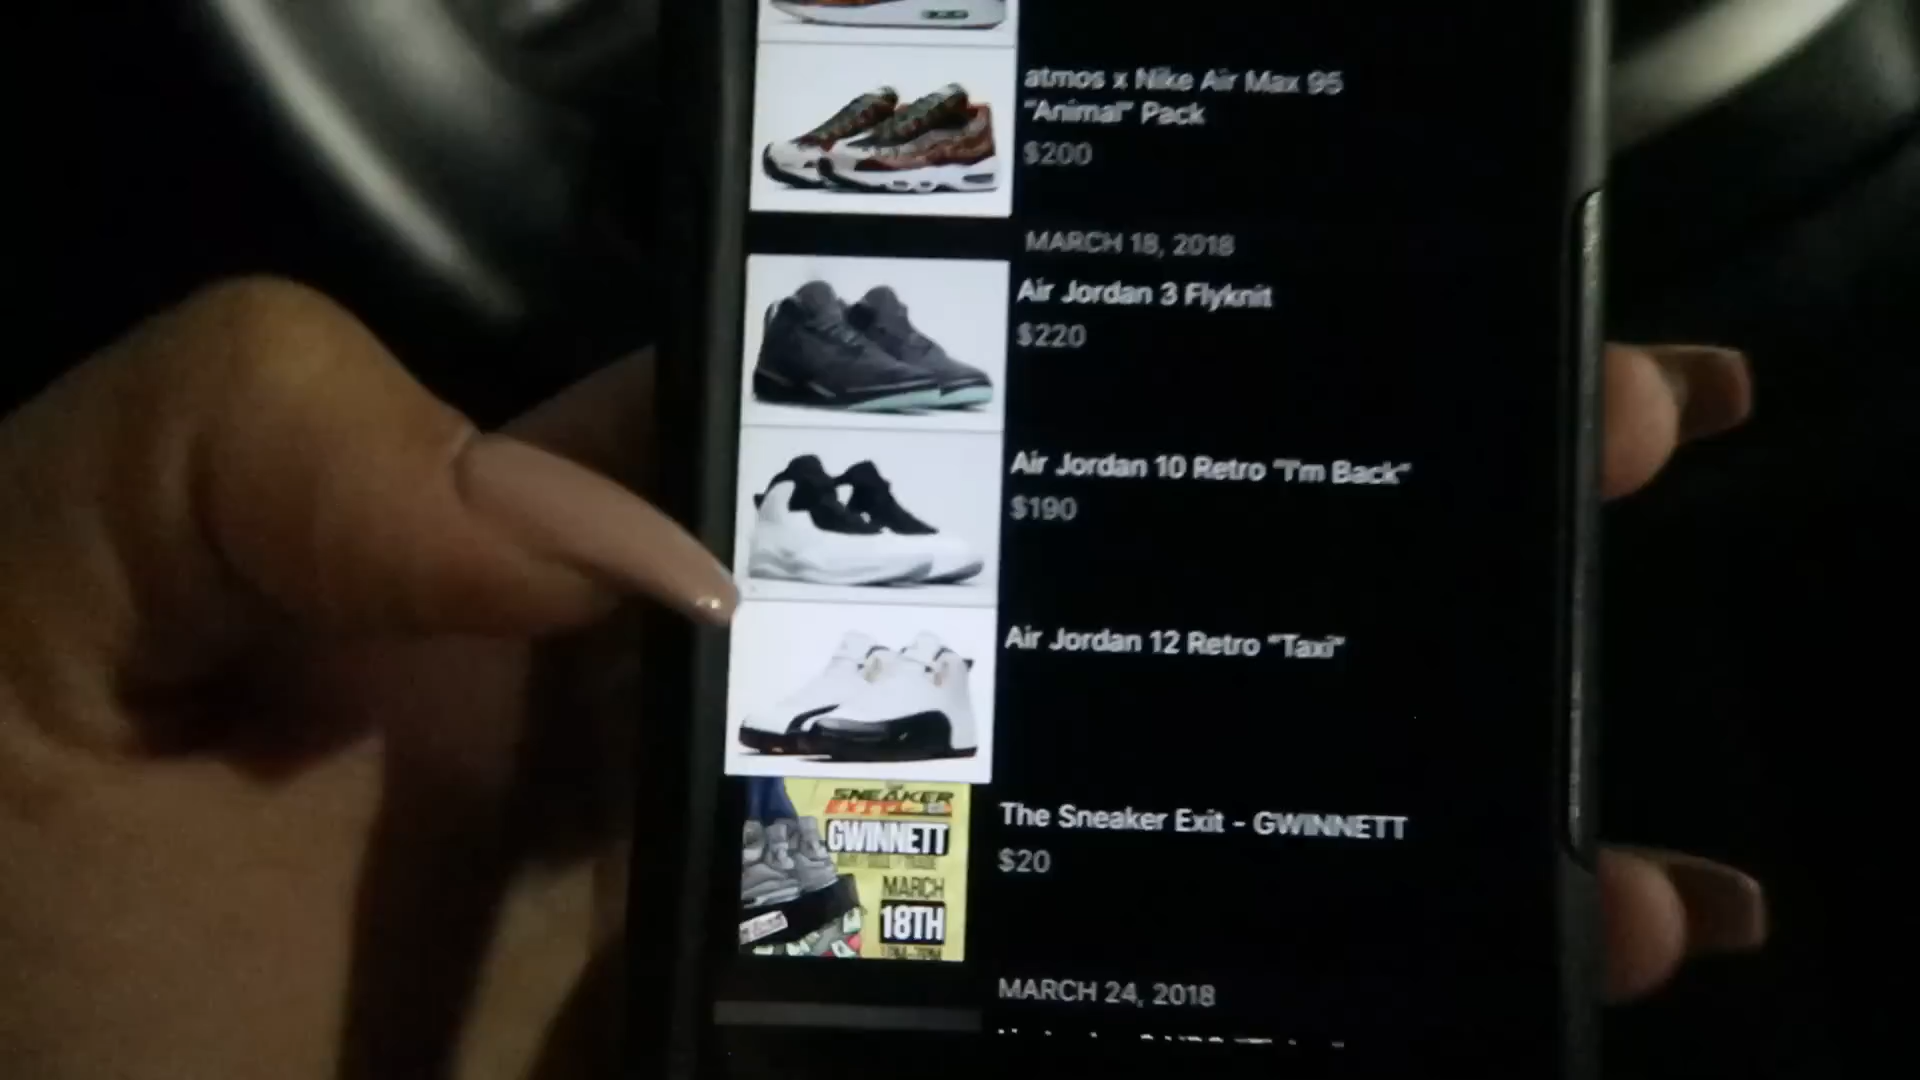 atmos x Nike Air Max 95
"Animal" Pack
$200
MARCH 18, 2018
Air Jordan 3 Flyknit
$220
Air Jordan 10 Retro "I'm Back"
$190
Air Jordan 12 Retro "Taxi"
SNEAKER
GWINNETT
MARCH
18TH
The Sneaker Exit - GWINNETT
$20
MARCH 24, 2018